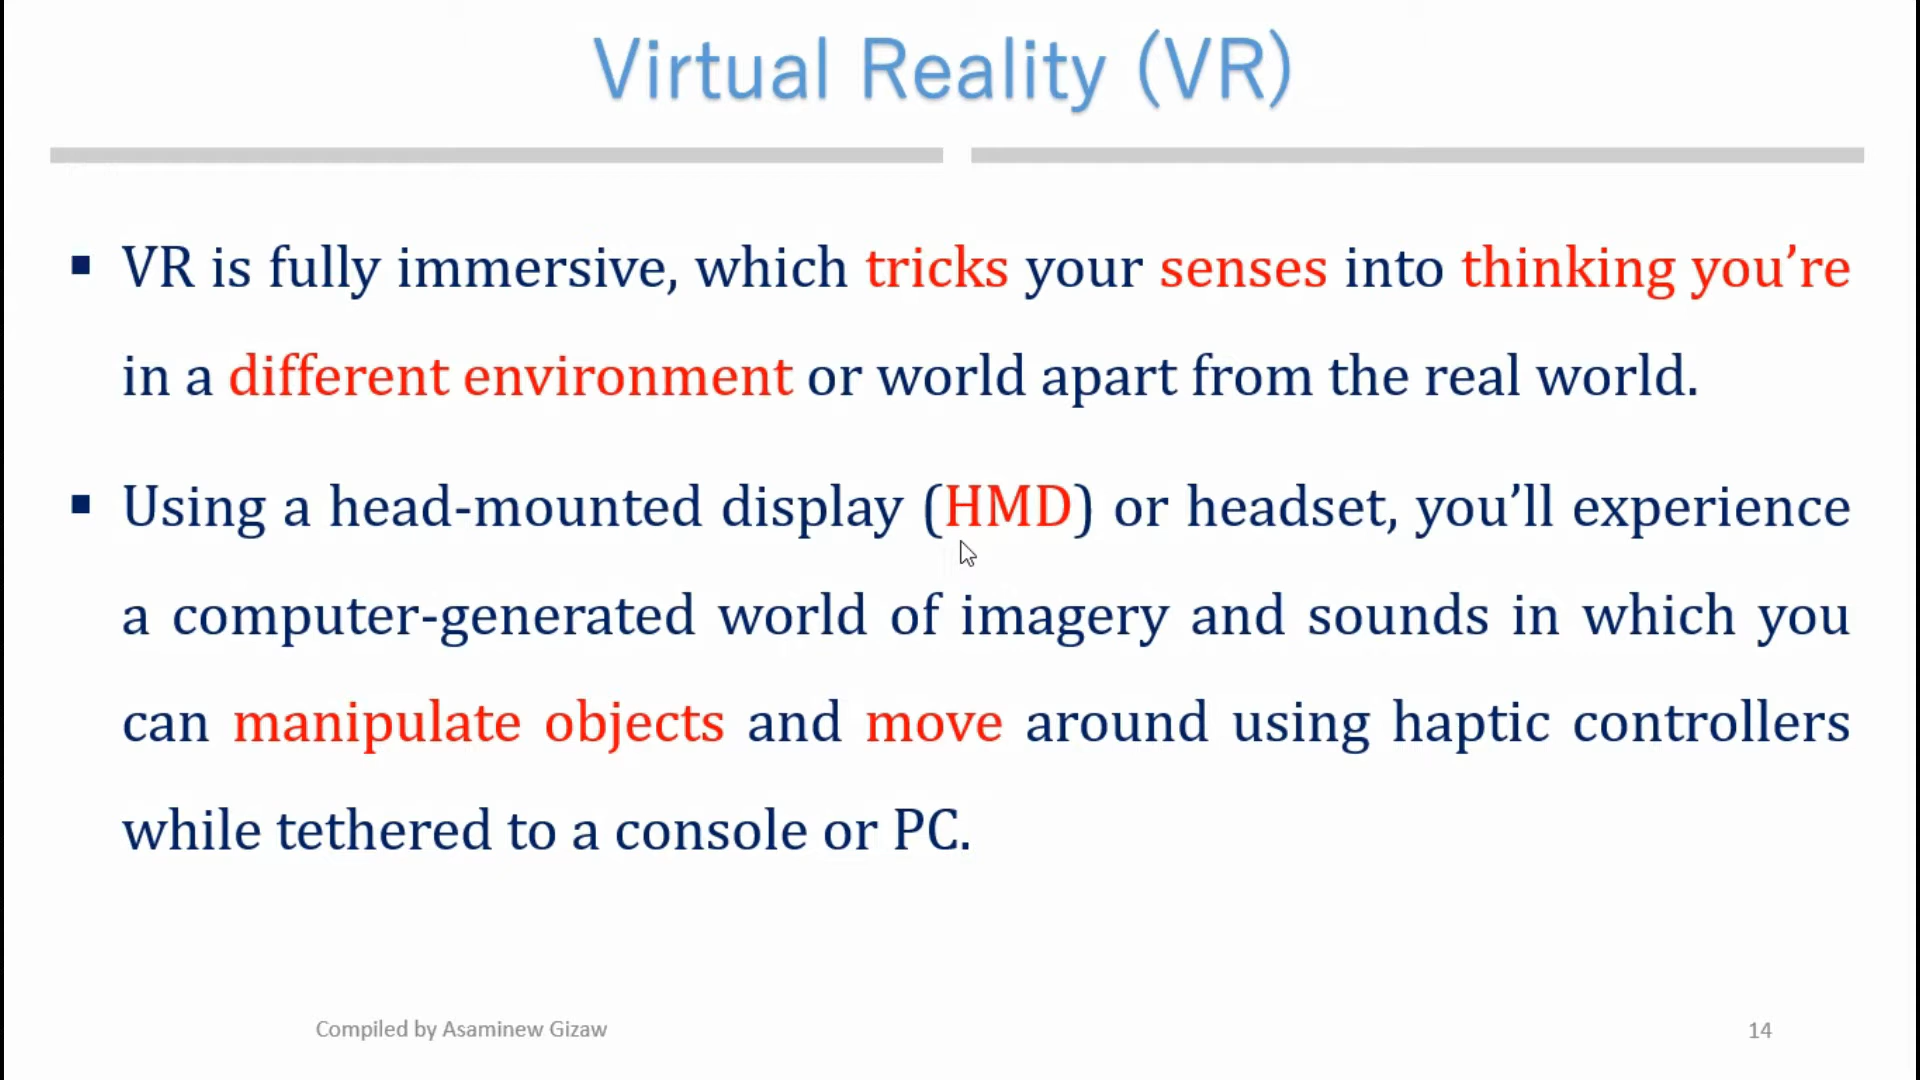 Virtual Reality (VR)
▪ VR is fully immersive, which tricks your senses into thinking you’re
in a different environment or world apart from the real world.
▪ Using a head-mounted display (HMD) or headset, you’ll experience
a computer-generated world of imagery and sounds in which you
can manipulate objects and move around using haptic controllers
while tethered to a console or PC.
Compiled by Asaminew Gizaw
14